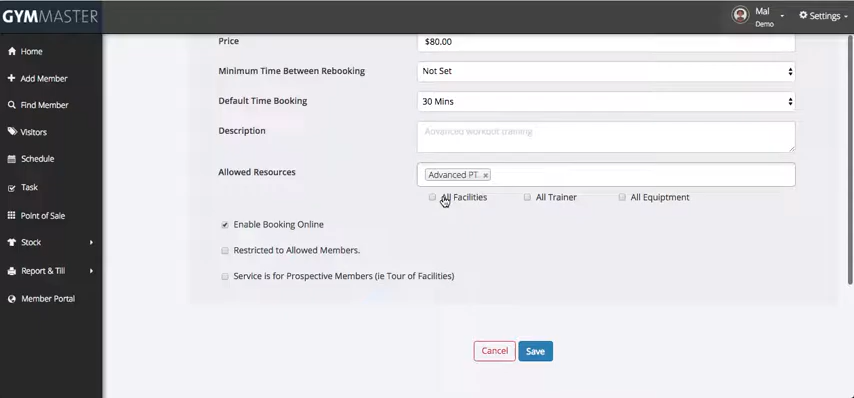 GYMMASTER
Mal
Demo
Settings
Home
Add Member
Find Member
Visitors
Schedule
Task
Point of Sale
Stock
Report & Till
Member Portal
Price
$80.00
Minimum Time Between Rebooking
Not Set
Default Time Booking
30 Mins
Description
Advanced workout training
Allowed Resources
Advanced PT ×
All Facilities
All Trainer
All Equiptment
Enable Booking Online
Restricted to Allowed Members.
Service is for Prospective Members (ie Tour of Facilities)
Cancel
Save